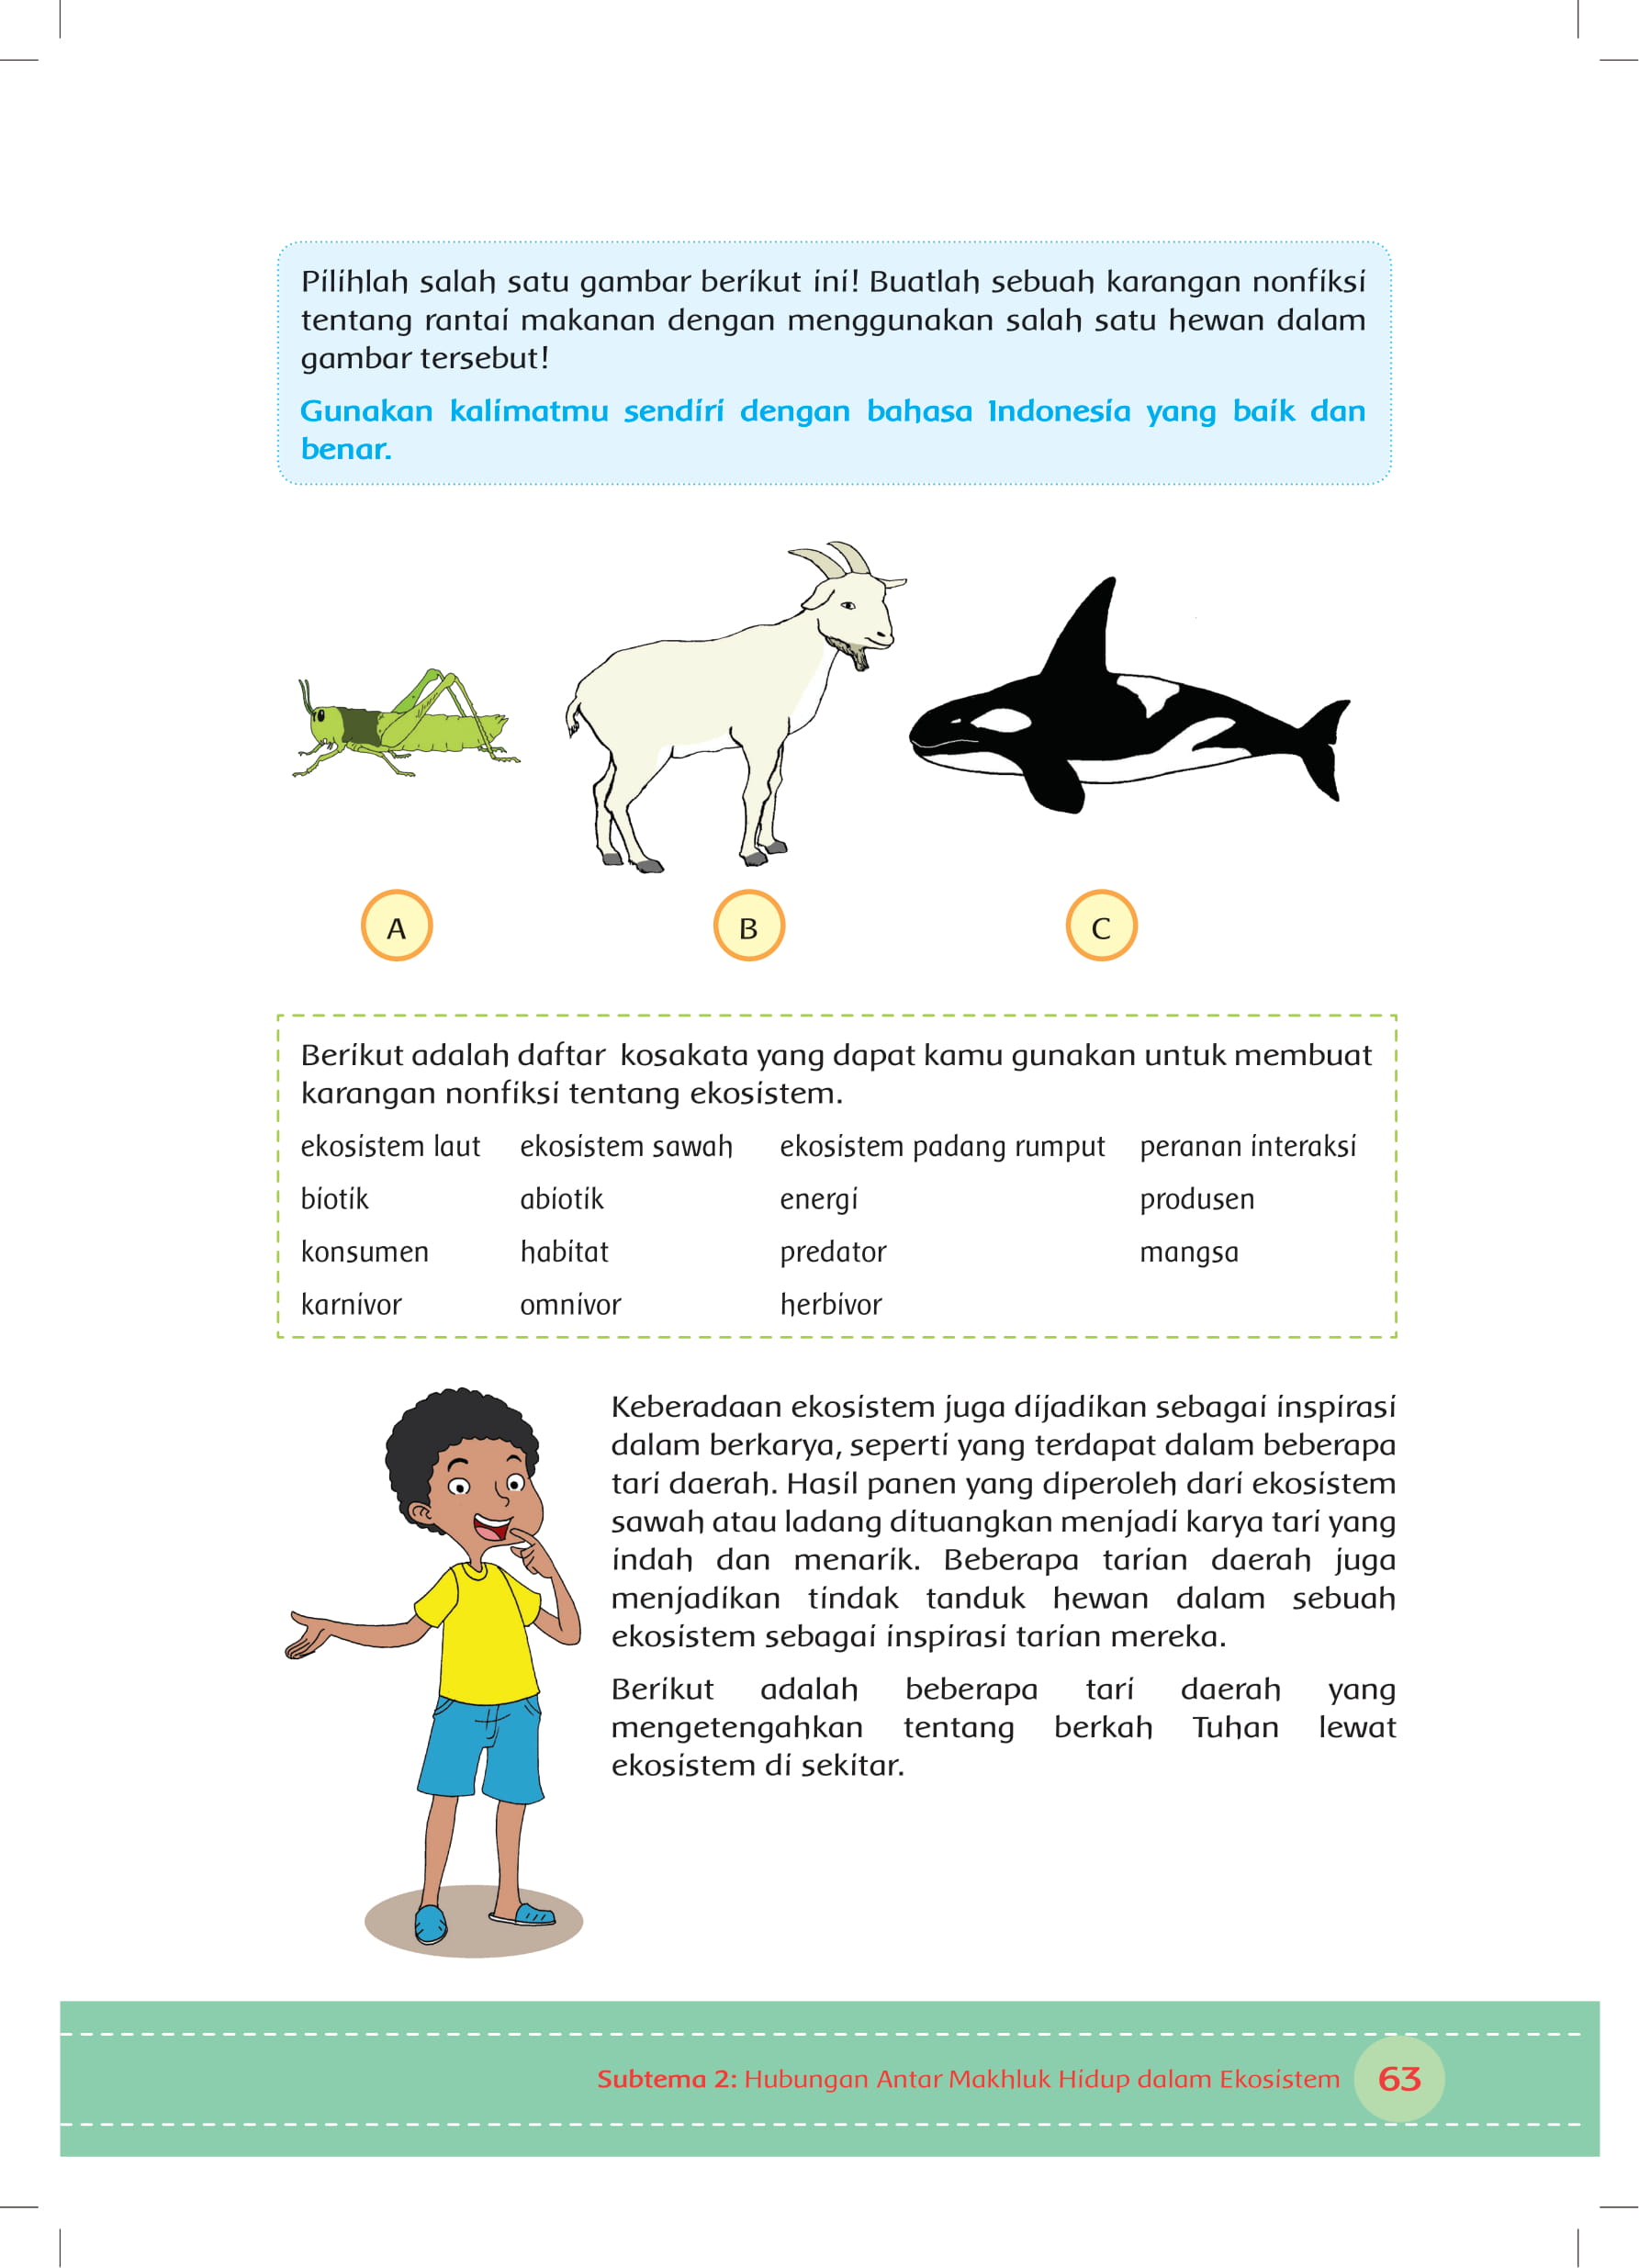 Pilihlah salah satu gambar berikut ini! Buatlah sebuah karangan nonfiksi
tentang rantai makanan dengan menggunakan salah satu hewan dalam
gambar tersebut!
Gunakan kalimatmu sendiri dengan bahasa Indonesia yang baik dan
benar.
A B C
Berikut adalah daftar kosakata yang dapat kamu gunakan untuk membuat
karangan nonfiksi tentang ekosistem.
ekosistem laut ekosistem sawah ekosistem padang rumput peranan interaksi
biotik abiotik energi produsen
konsumen habitat predator mangsa
karnivor omnivor herbivor
Keberadaan ekosistem juga dijadikan sebagai inspirasi
dalam berkarya, seperti yang terdapat dalam beberapa
tari daerah. Hasil panen yang diperoleh dari ekosistem
sawah atau ladang dituangkan menjadi karya tari yang
indah dan menarik. Beberapa tarian daerah juga
menjadikan tindak tanduk hewan dalam sebuah
ekosistem sebagai inspirasi tarian mereka.
Berikut adalah beberapa tari daerah yang
mengetengahkan tentang berkah Tuhan lewat
ekosistem di sekitar.
Subtema 2: Hubungan Antar Makhluk Hidup dalam Ekosistem 63